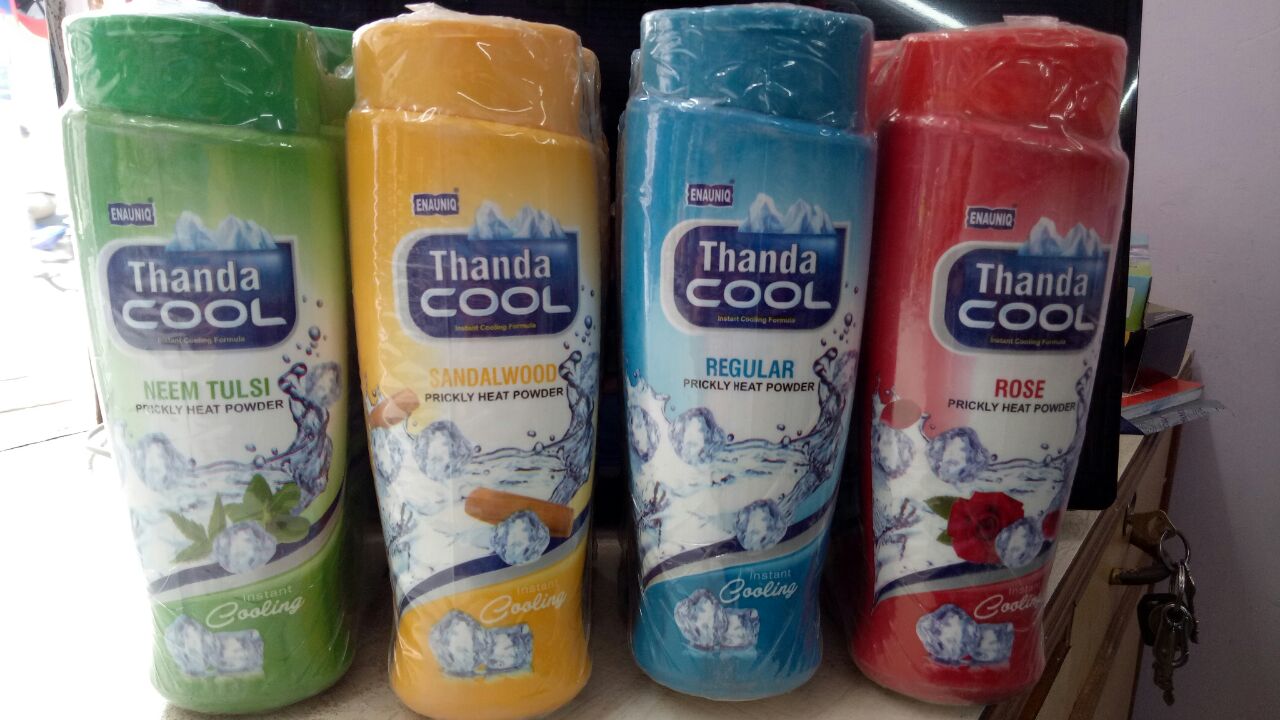 ENAUNIQ
Thanda
COOL
Instant Cooling Formula
NEEM TULSI
PRICKLY HEAT POWDER
Instant
Cooling
ENAUNIQ
Thanda
COOL
Instant Cooling Formula
SANDALWOOD
PRICKLY HEAT POWDER
Instant
Cooling
ENAUNIQ
Thanda
COOL
Instant Cooling Formula
REGULAR
PRICKLY HEAT POWDER
Instant
Cooling
ENAUNIQ
Thanda
COOL
Instant Cooling Formula
ROSE
PRICKLY HEAT POWDER
Instant
Cooling